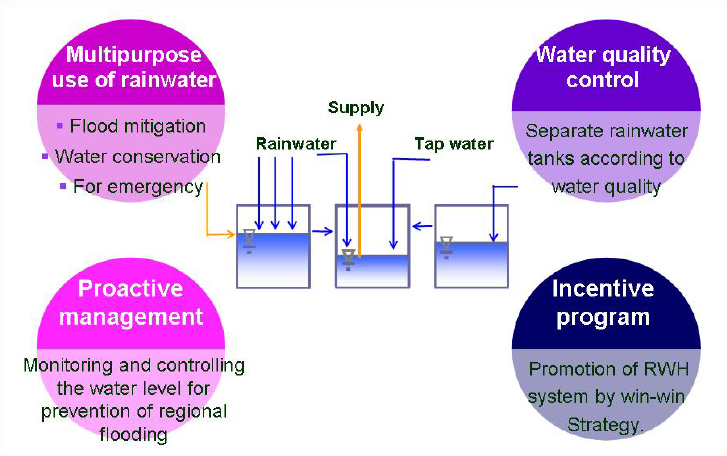 Multipurpose
use of rainwater
▪ Flood mitigation
▪ Water conservation
▪ For emergency
Supply
Rainwater
Tap water
Water quality
control
Separate rainwater
tanks according to
water quality
Proactive
management
Monitoring and controlling
the water level for
prevention of regional
flooding
Incentive
program
Promotion of RWH
system by win-win
Strategy.